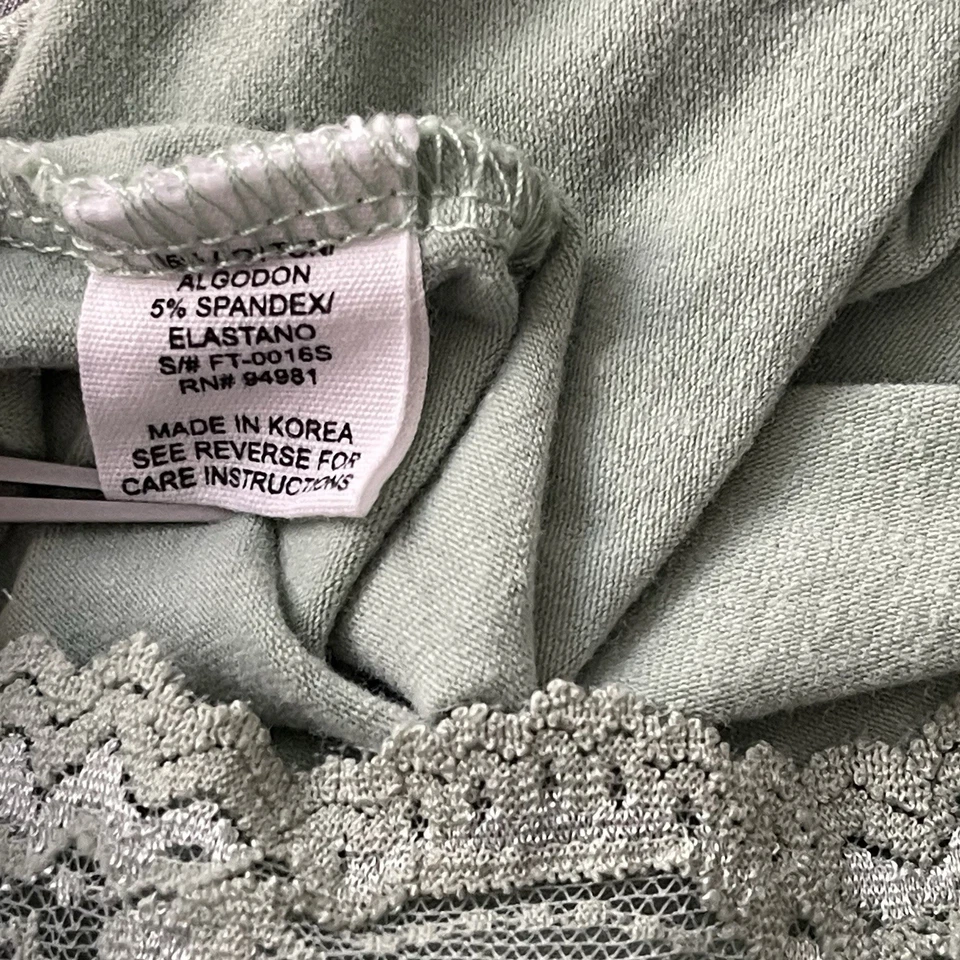 ALGODON
5% SPANDEX/
ELASTANO
S/# FT-0016S
RN# 94981
MADE IN KOREA
SEE REVERSE FOR
CARE INSTRUCTIONS